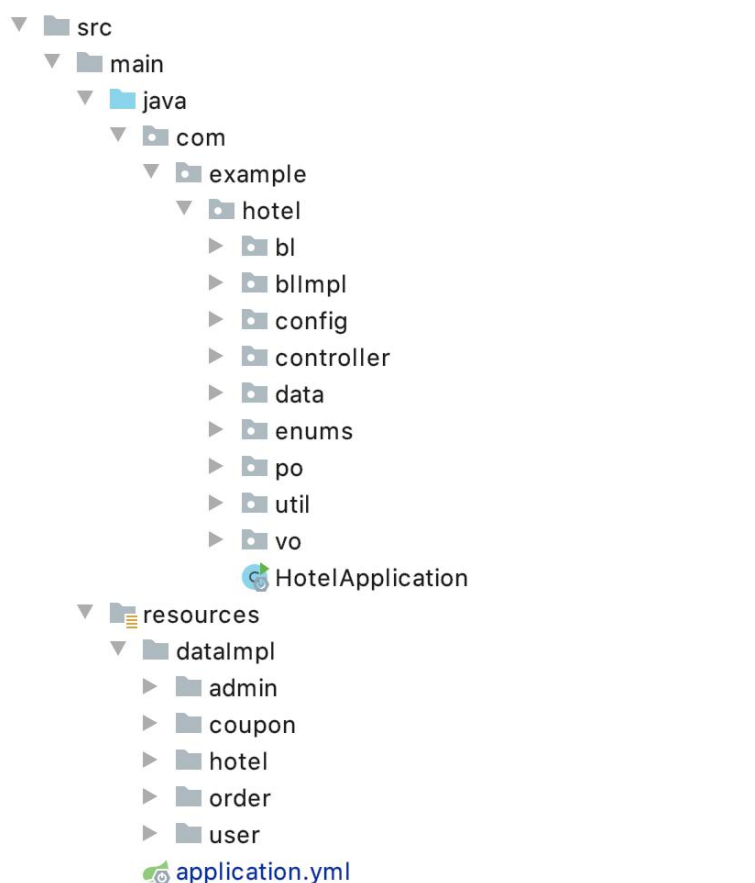 src
main
java
com
example
hotel
bl
blImpl
config
controller
data
enums
po
util
vo
HotelApplication
resources
dataImpl
admin
coupon
hotel
order
user
application.yml